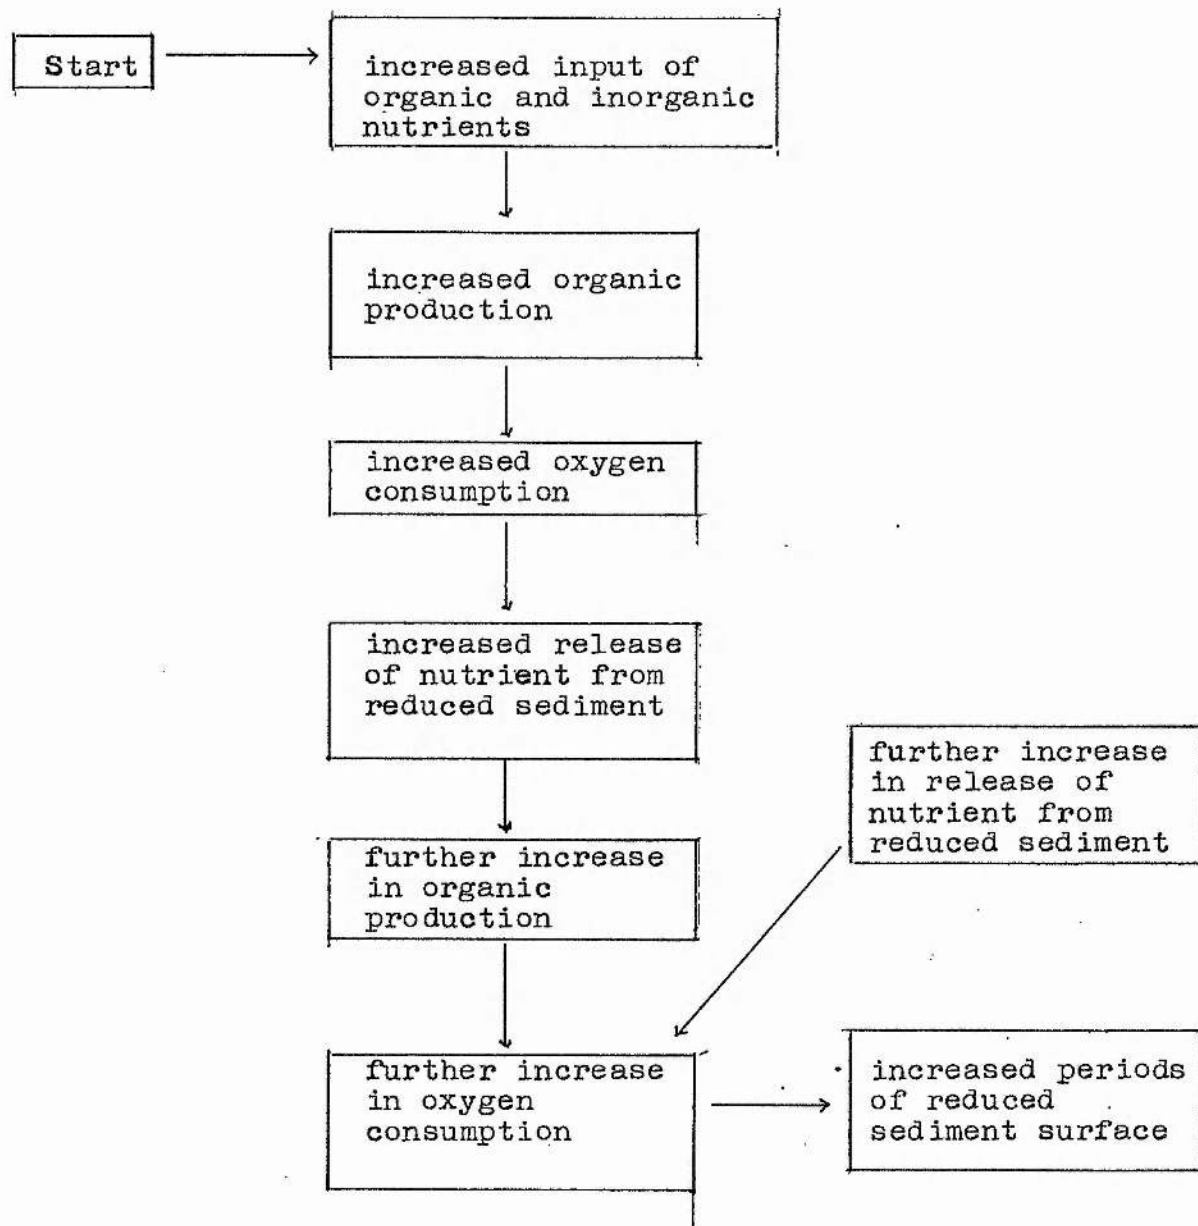 Start
increased input of
organic and inorganic
nutrients
increased organic
production
increased oxygen
consumption
increased release
of nutrient from
reduced sediment
further increase
in release of
nutrient from
reduced sediment
further increase
in organic
production
further increase
in oxygen
consumption
increased periods
of reduced
sediment surface